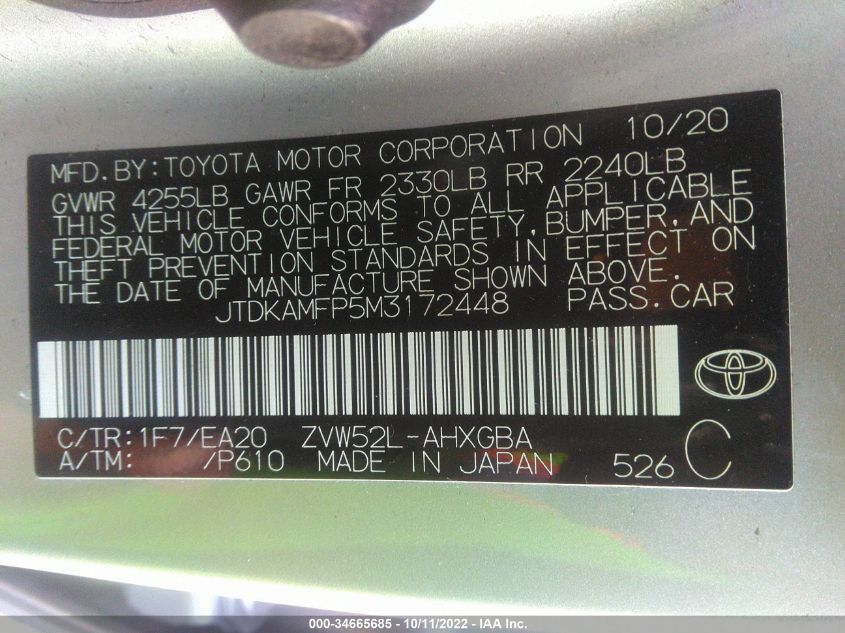 MFD. BY: TOYOTA MOTOR CORPORATION 10/20
GVWR 4255LB GAWR FR 2330LB RR 2240LB
THIS VEHICLE CONFORMS TO ALL APPLICABLE
FEDERAL MOTOR VEHICLE SAFETY, BUMPER, AND
THEFT PREVENTION STANDARDS IN EFFECT ON
THE DATE OF MANUFACTURE SHOWN ABOVE.
JTDKAMFP5M3172448 PASS. CAR
C/TR: 1F7/EA20 ZVW52L-AHXGBA
A/TM: /P610 MADE IN JAPAN 526 C
000-34665685 - 10/11/2022 - IAA Inc.